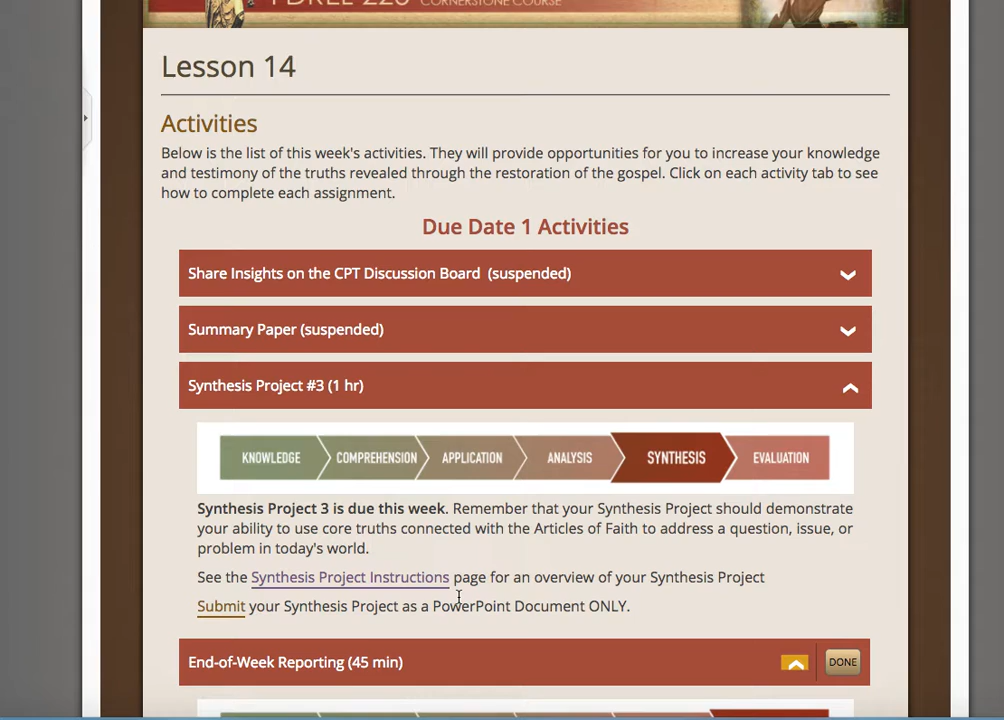 CORNERSTONE COURSE
Lesson 14
Activities
Below is the list of this week's activities. They will provide opportunities for you to increase your knowledge
and testimony of the truths revealed through the restoration of the gospel. Click on each activity tab to see
how to complete each assignment.
Due Date 1 Activities
Share Insights on the CPT Discussion Board (suspended)
Summary Paper (suspended)
Synthesis Project #3 (1 hr)
KNOWLEDGE COMPREHENSION APPLICATION ANALYSIS SYNTHESIS EVALUATION
Synthesis Project 3 is due this week. Remember that your Synthesis Project should demonstrate
your ability to use core truths connected with the Articles of Faith to address a question, issue, or
problem in today's world.
See the Synthesis Project Instructions page for an overview of your Synthesis Project
Submit your Synthesis Project as a PowerPoint Document ONLY.
End-of-Week Reporting (45 min) DONE